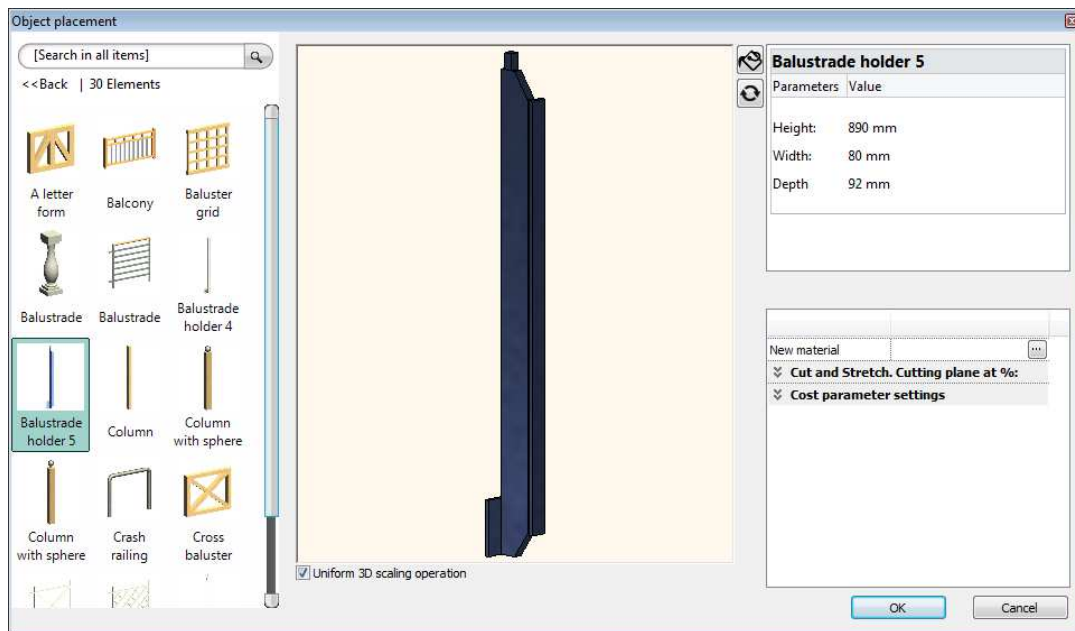 Object placement
[Search in all items]
<<Back | 30 Elements
A letter
form
Balcony
Baluster
grid
Balustrade
Balustrade
Balustrade
holder 4
Balustrade
holder 5
Column
Column
with sphere
Column
with sphere
Crash
railing
Cross
baluster
Uniform 3D scaling operation
Balustrade holder 5
Parameters Value
Height: 890 mm
Width: 80 mm
Depth 92 mm
New material ...
Cut and Stretch. Cutting plane at %:
Cost parameter settings
OK Cancel